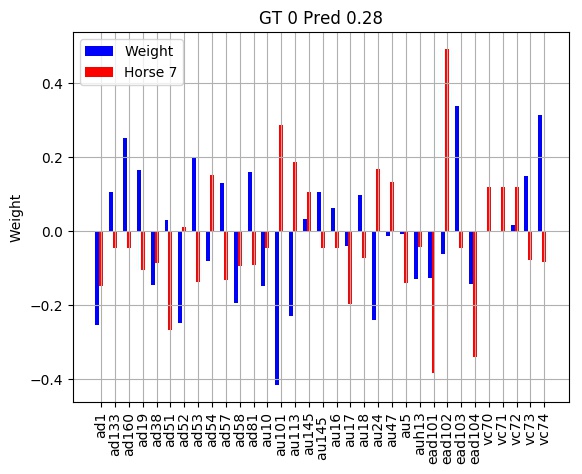 GT 0 Pred 0.28
Weight
Horse 7
Weight
0.4
0.2
0.0
−0.2
−0.4
ad1
ad133
ad160
ad19
ad38
ad51
ad52
ad53
ad54
ad57
ad58
ad81
au10
au101
au113
au145
au145
au16
au17
au18
au24
au47
au5
auh13
ead101
ead102
ead103
ead104
vc70
vc71
vc72
vc73
vc74